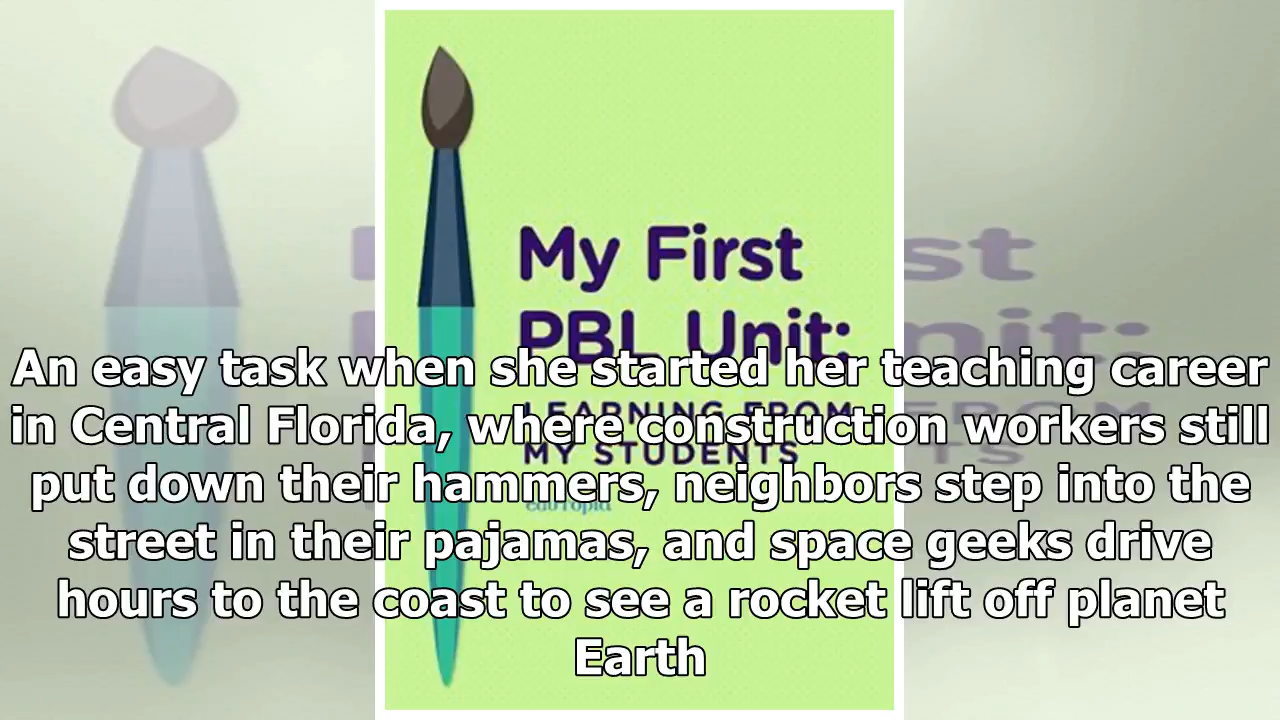 My First
PBL Unit:
LEARNING FROM
MY STUDENTS
edutopia
An easy task when she started her teaching career
in Central Florida, where construction workers still
put down their hammers, neighbors step into the
street in their pajamas, and space geeks drive
hours to the coast to see a rocket lift off planet
Earth